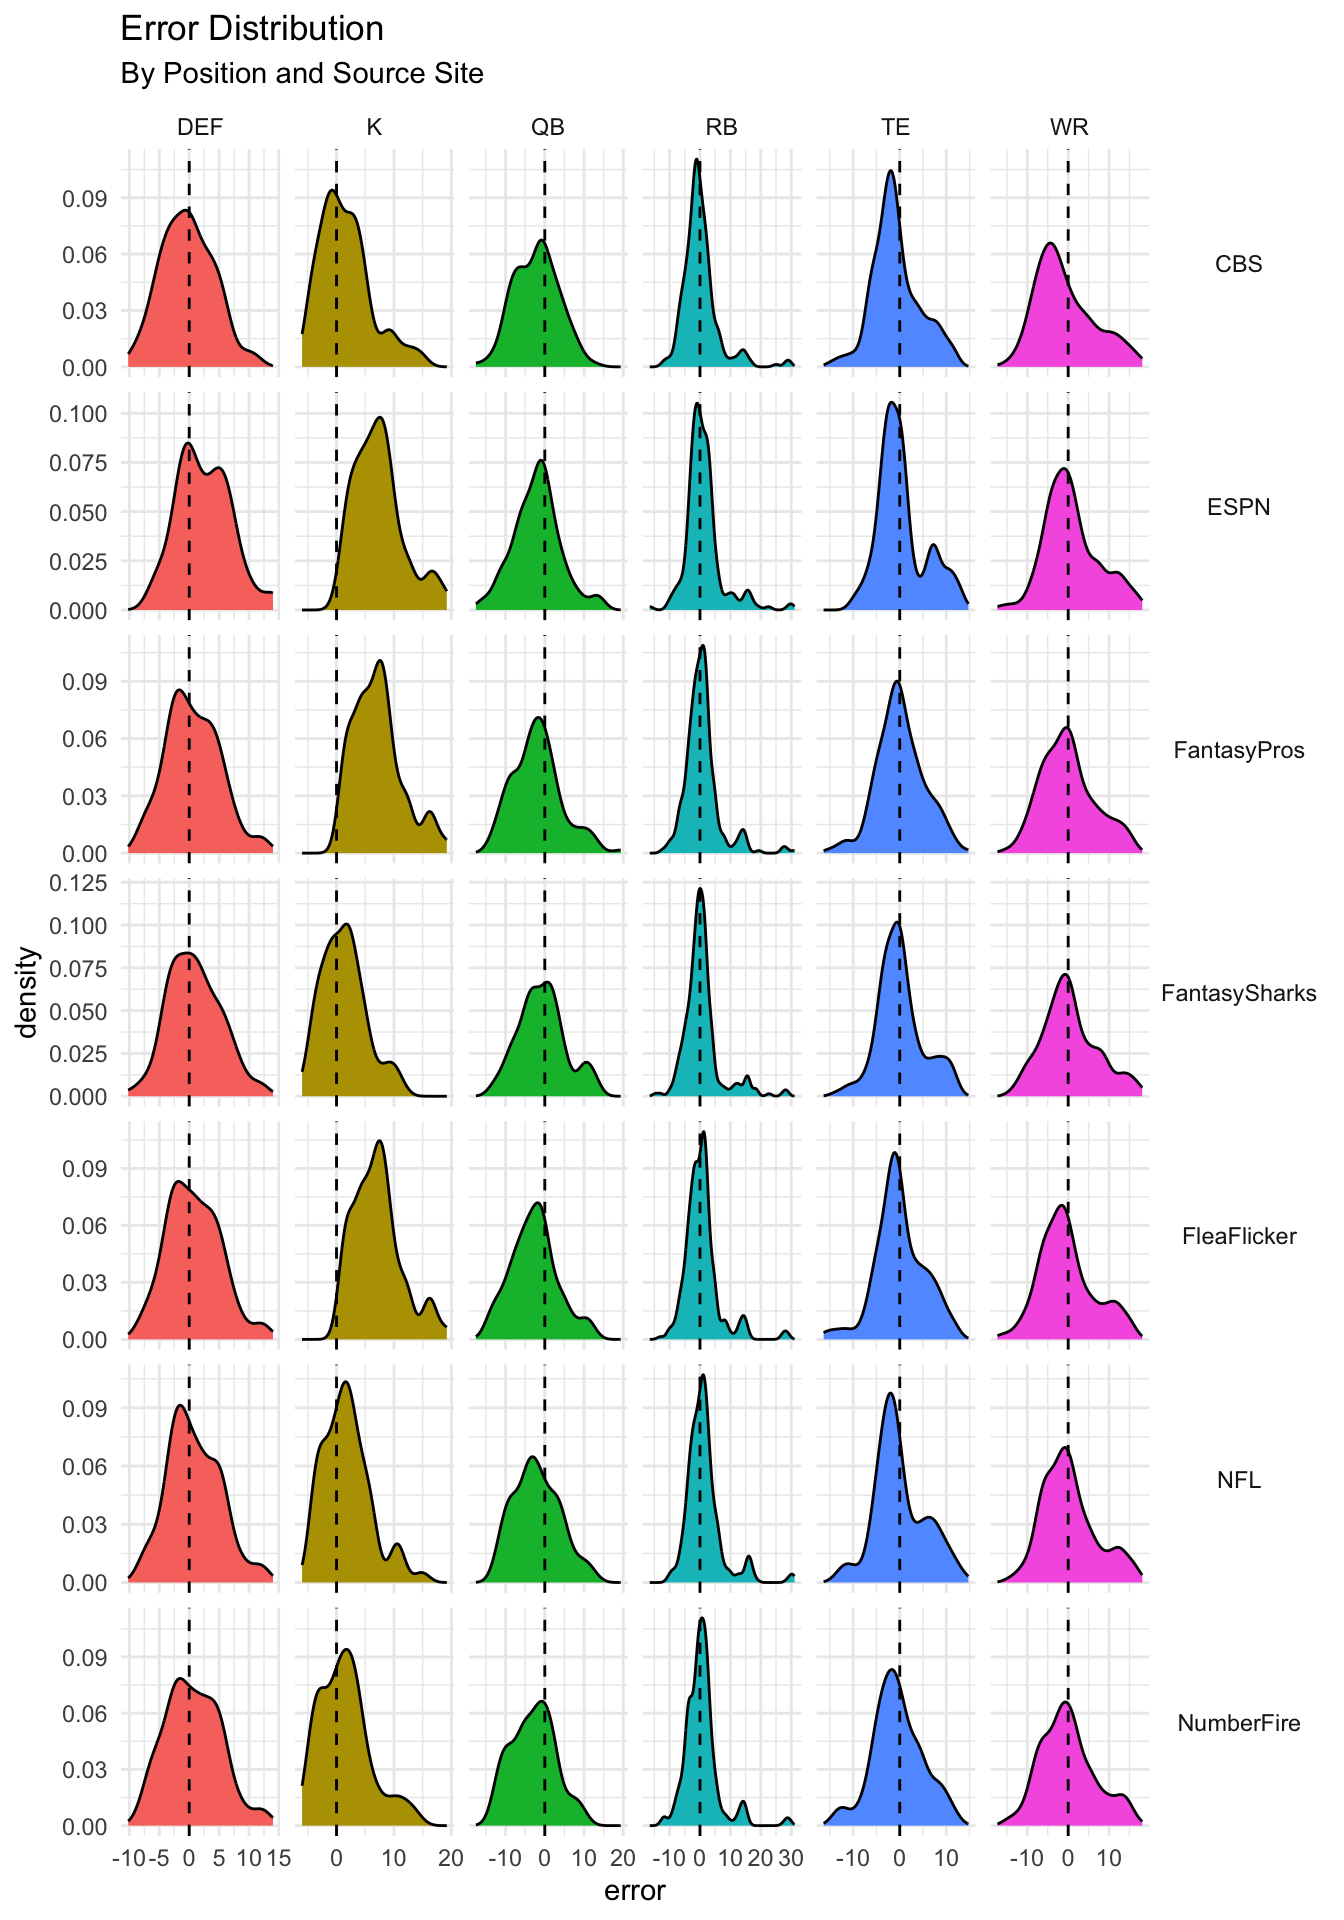 Error Distribution
By Position and Source Site
DEF K QB RB TE WR
0.09
0.06
0.03
0.00
CBS
0.100
0.075
0.050
0.025
0.000
ESPN
0.09
0.06
0.03
0.00
FantasyPros
0.125
0.100
0.075
0.050
0.025
0.000
FantasySharks
density
0.09
0.06
0.03
0.00
FleaFlicker
0.09
0.06
0.03
0.00
NFL
0.09
0.06
0.03
0.00
NumberFire
-10 -5 0 5 10 15 0 10 20 -10 0 10 20 -10 0 10 20 30 -10 0 10 -10 0 10
error